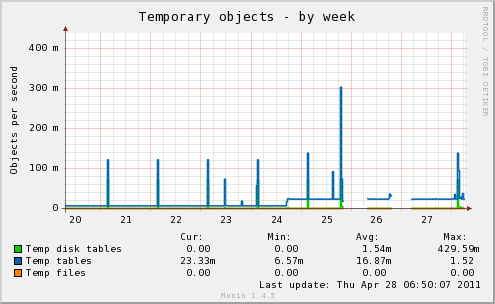 Temporary objects - by week
RRDTOOL / TOBI OETIKER
Objects per second
400 m
300 m
200 m
100 m
0
20 21 22 23 24 25 26 27
Cur: Min: Avg: Max:
Temp disk tables 0.00 0.00 1.54m 429.59m
Temp tables 23.33m 6.57m 16.87m 1.52
Temp files 0.00 0.00 0.00 0.00
Last update: Thu Apr 28 06:50:07 2011
Munin 1.4.5